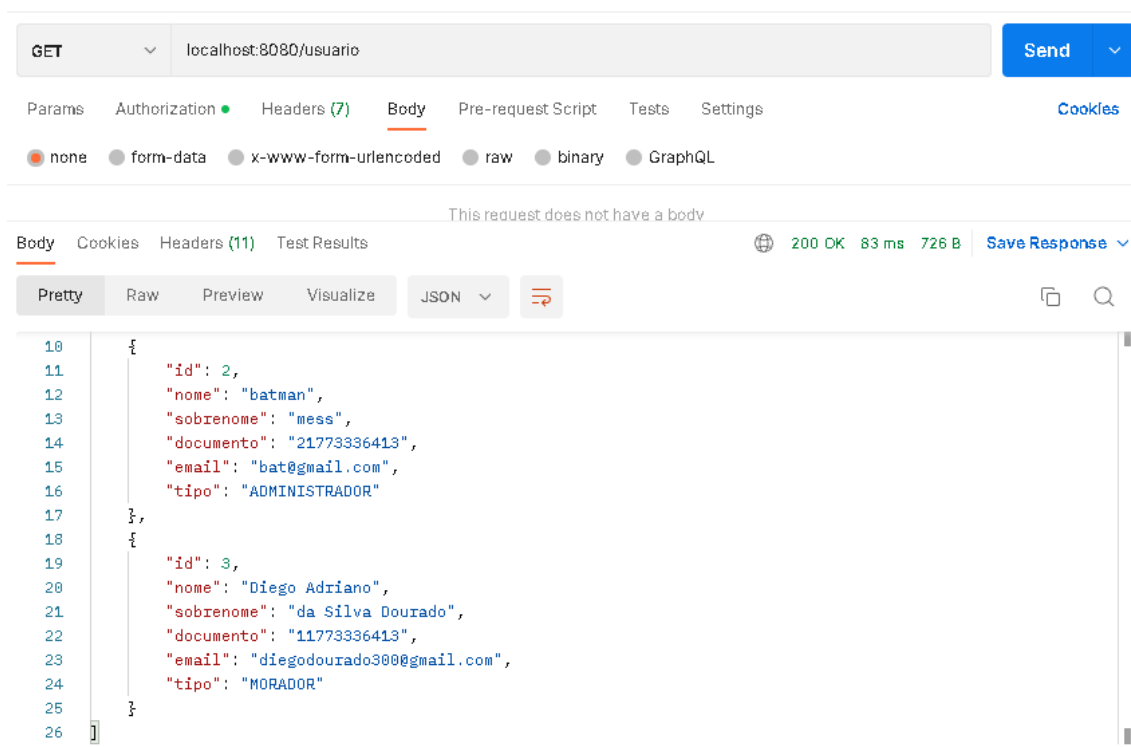 GET localhost:8080/usuario Send
Params Authorization Headers (7) Body Pre-request Script Tests Settings Cookies
none form-data x-www-form-urlencoded raw binary GraphQL
This request does not have a body
Body Cookies Headers (11) Test Results 200 OK 83 ms 726 B Save Response
Pretty Raw Preview Visualize JSON
10 {
11 "id": 2,
12 "nome": "batman",
13 "sobrenome": "mess",
14 "documento": "21773336413",
15 "email": "bat@gmail.com",
16 "tipo": "ADMINISTRADOR"
17 },
18 {
19 "id": 3,
20 "nome": "Diego Adriano",
21 "sobrenome": "da Silva Dourado",
22 "documento": "11773336413",
23 "email": "diegodourado300@gmail.com",
24 "tipo": "MORADOR"
25 }
26 ]